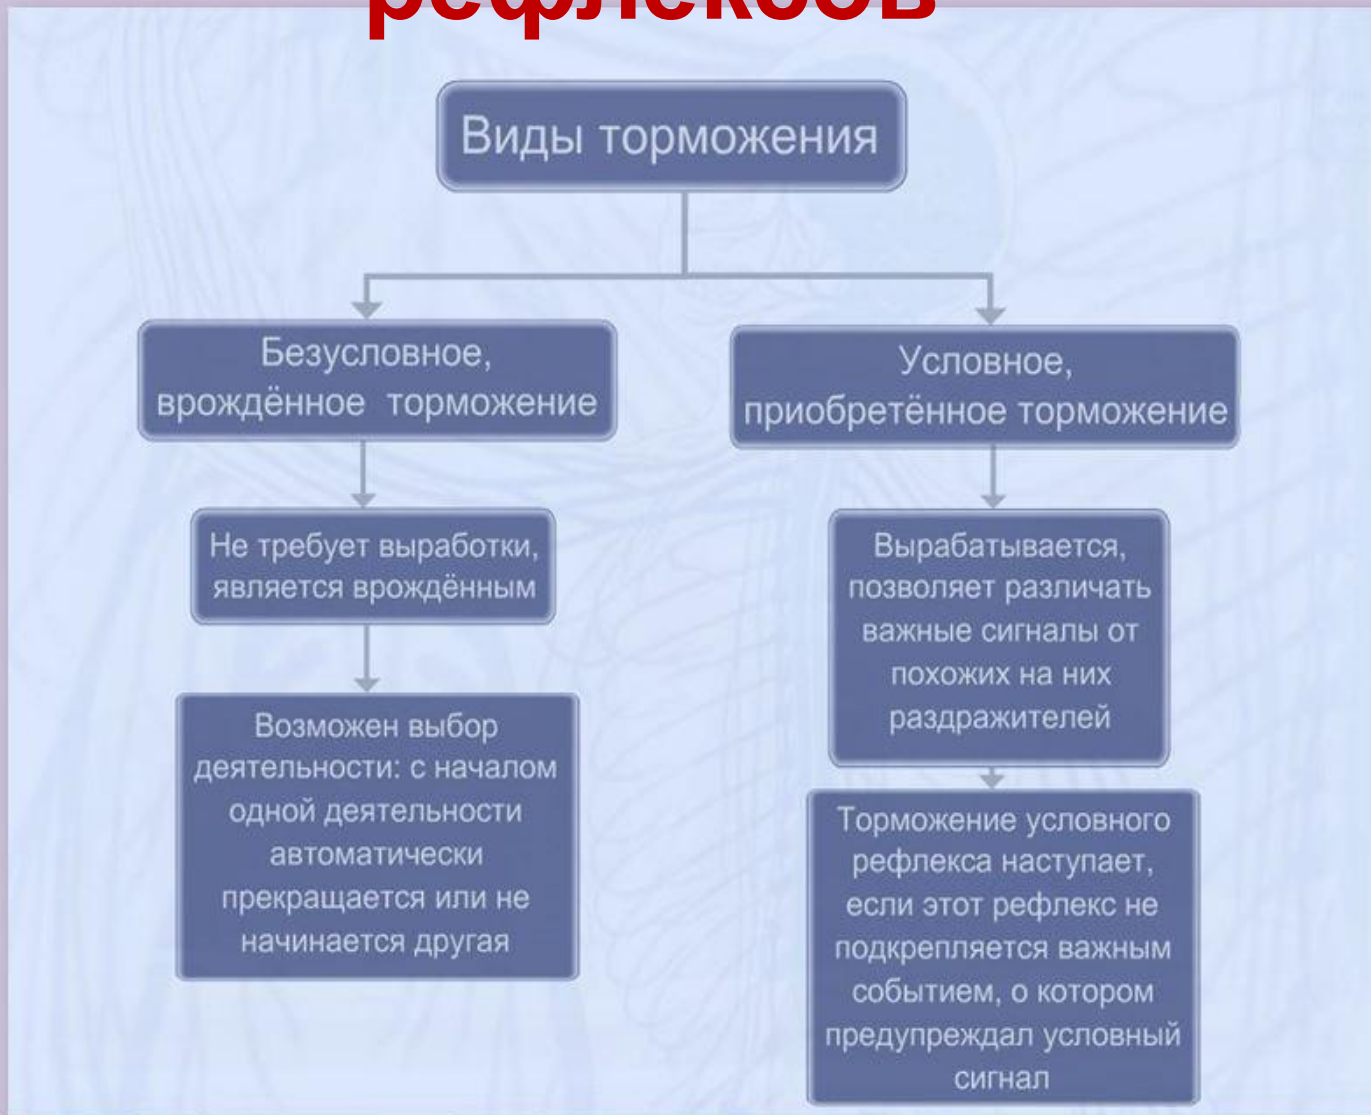 рефлексов
Виды торможения
Безусловное,
врождённое торможение
Не требует выработки,
является врождённым
Возможен выбор
деятельности: с началом
одной деятельности
автоматически
прекращается или не
начинается другая
Условное,
приобретённое торможение
Вырабатывается,
позволяет различать
важные сигналы от
похожих на них
раздражителей
Торможение условного
рефлекса наступает,
если этот рефлекс не
подкрепляется важным
событием, о котором
предупреждал условный
сигнал